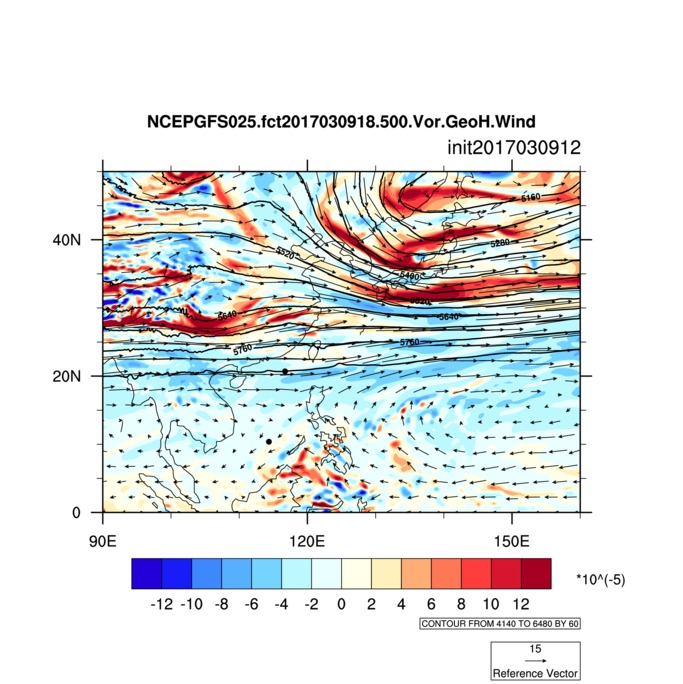 NCEPGFS025.fct2017030918.500.Vor.GeoH.Wind
init2017030912
5160
40N
5280
5520
5400
5520
5640
5640
5760
5760
20N
0
90E 120E 150E
-12 -10 -8 -6 -4 -2 0 2 4 6 8 10 12
*10^(-5)
CONTOUR FROM 4140 TO 6480 BY 60
15
Reference Vector